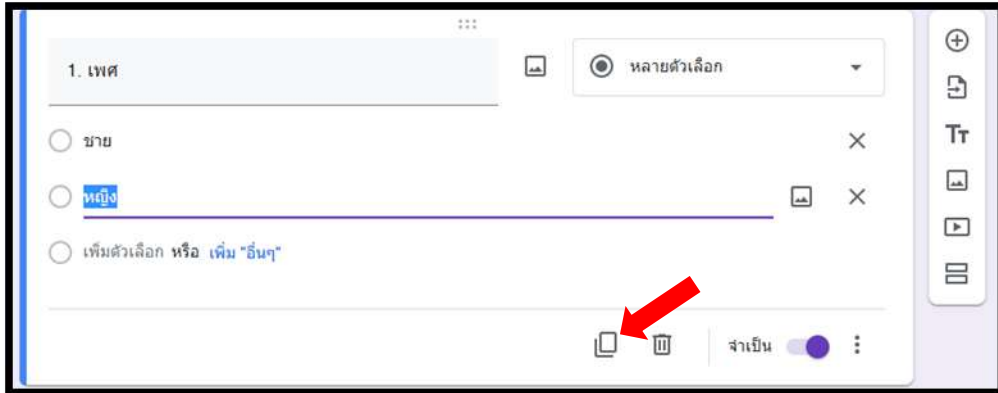 1. เพศ
หลายตัวเลือก
ชาย
หญิง
เพิ่มตัวเลือก หรือ เพิ่ม "อื่นๆ"
จำเป็น
Tт